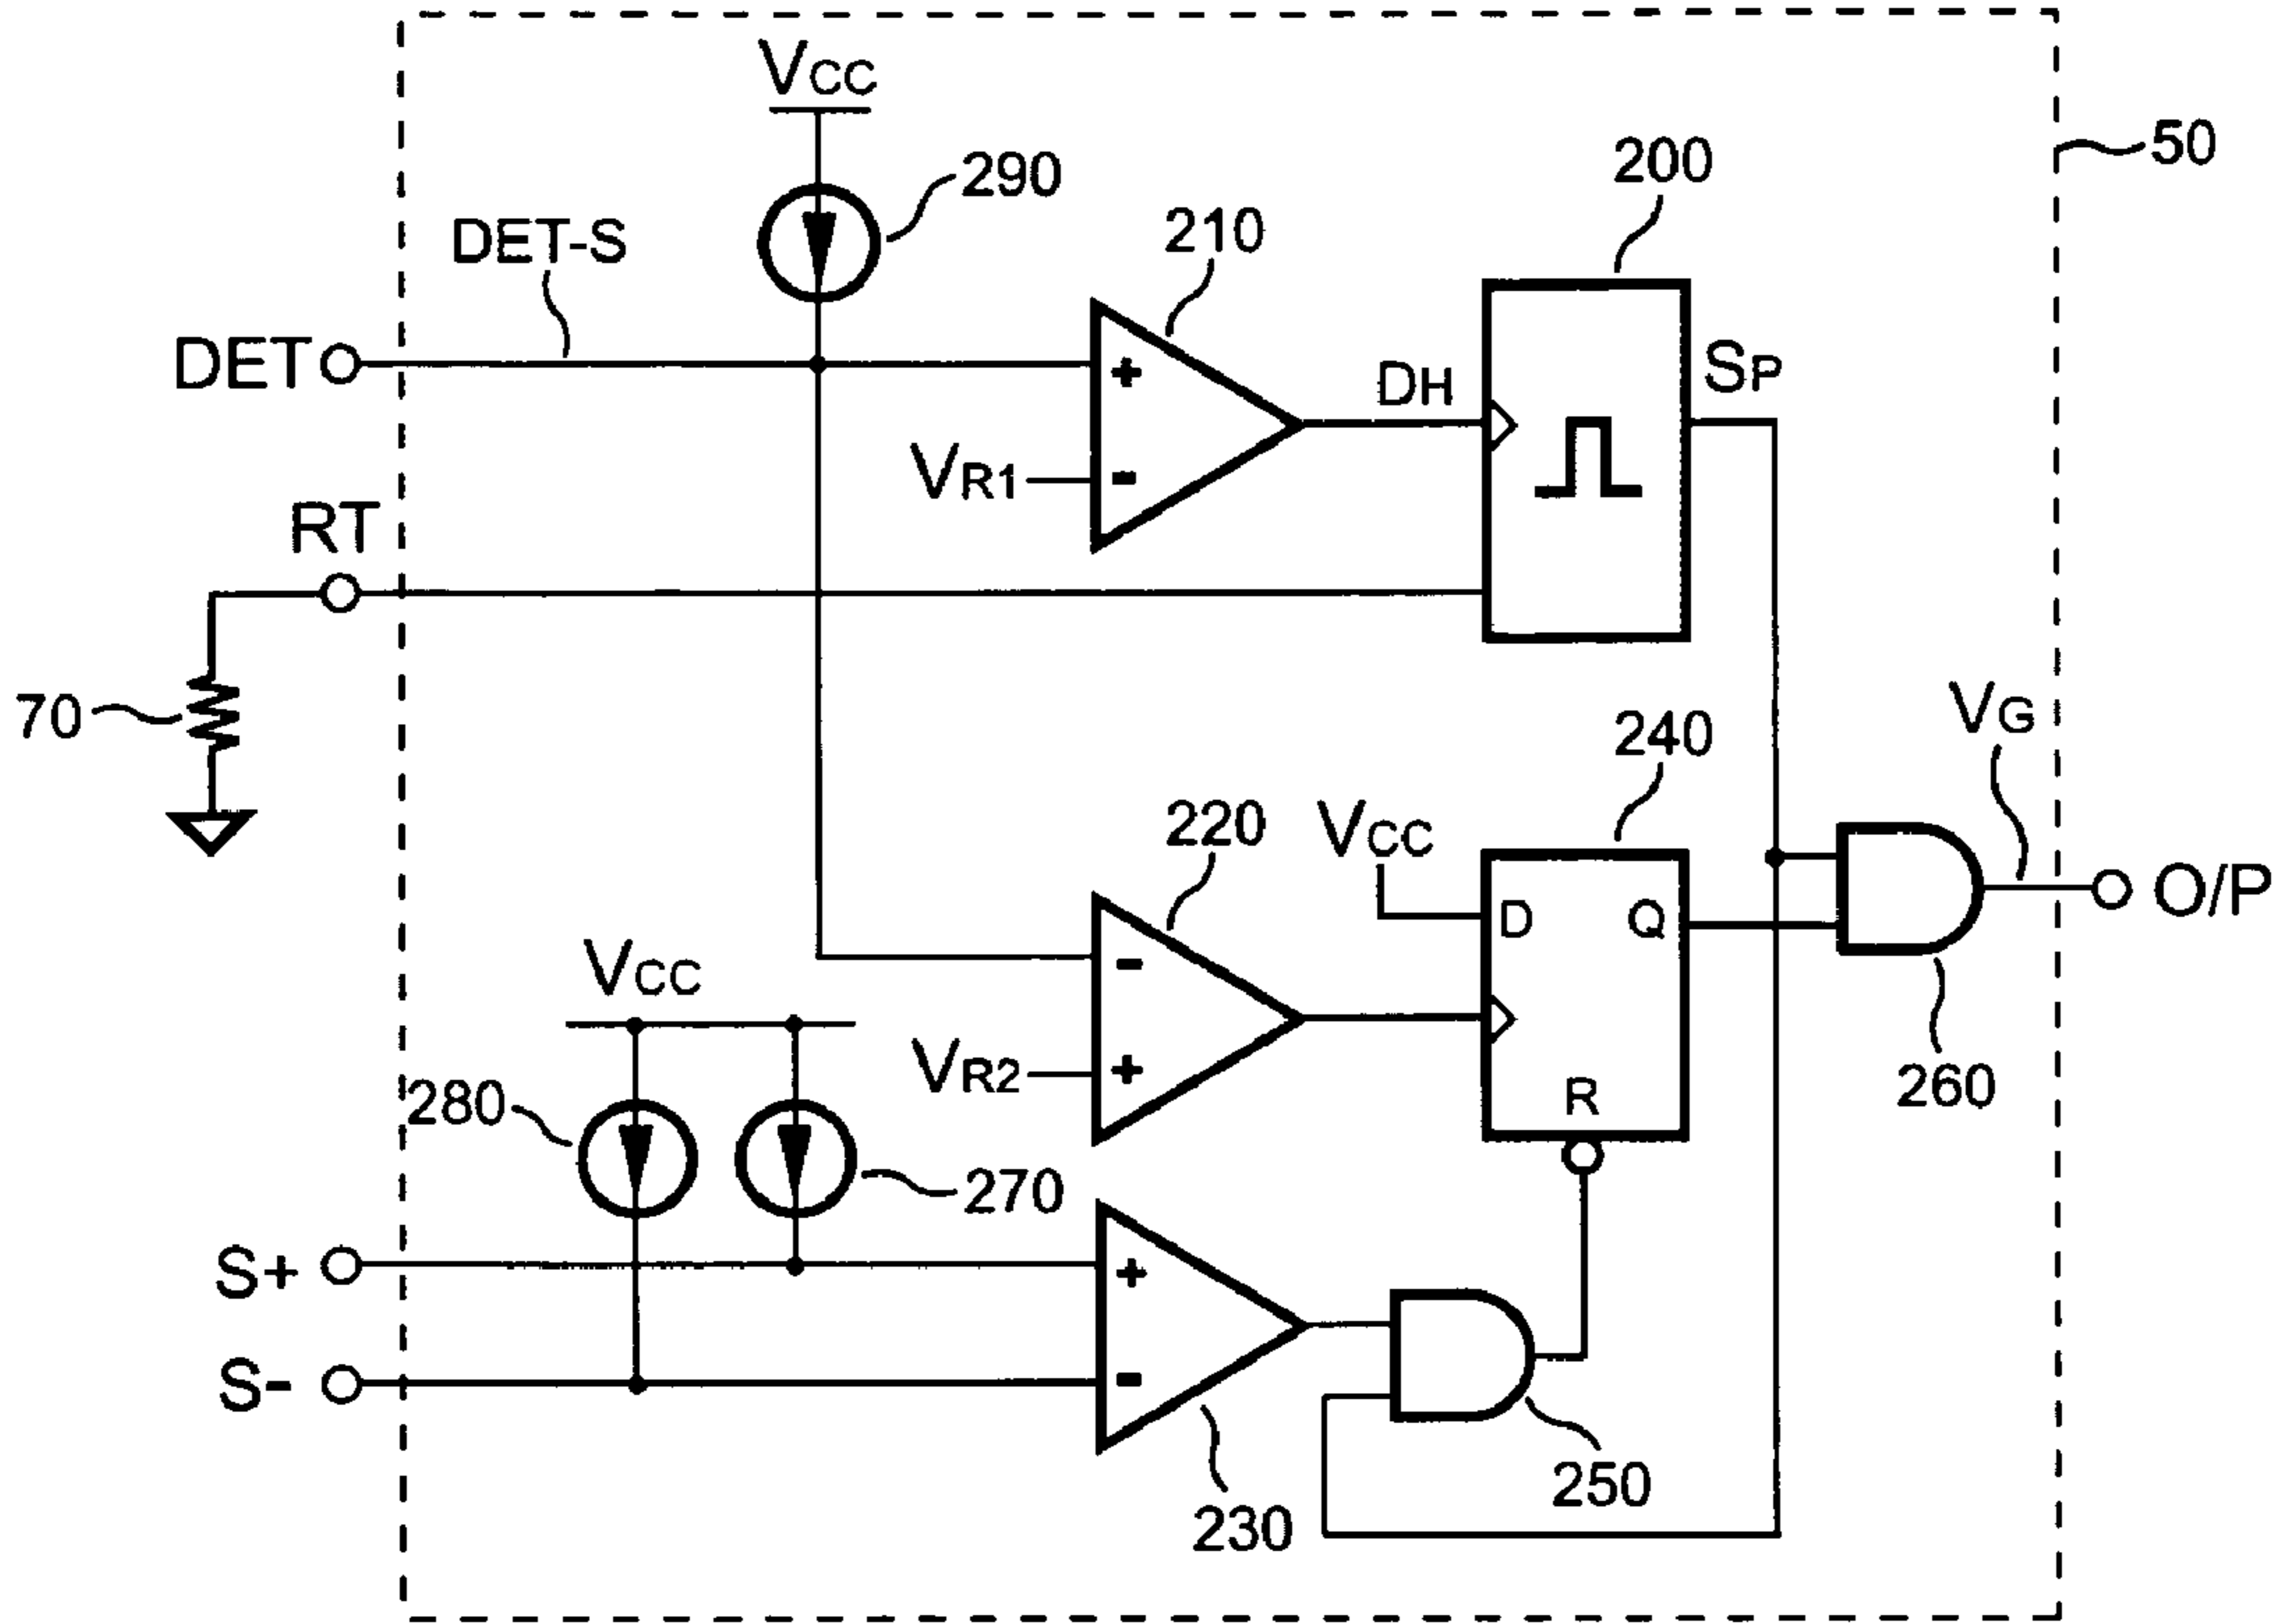 VCC
50
200
290
210
DET-S
DET
+
DH
SP
VR1
-
RT
70
240
VG
220
VCC
D
Q
O/P
-
VCC
VR2
+
260
280
R
270
S+
+
S-
-
250
230